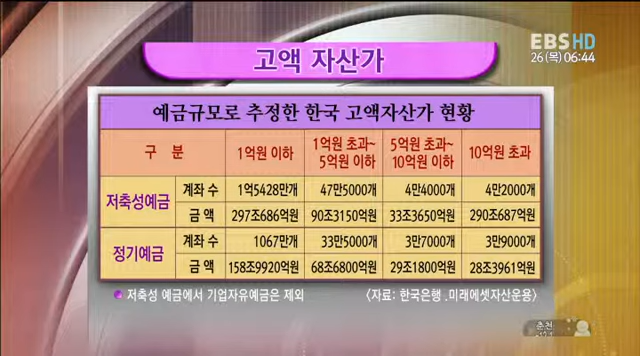 고액 자산가
EBS HD
26(목) 06:44
예금규모로 추정한 한국 고액자산가 현황
구 분 1억원 이하 1억원 초과~ 5억원 이하 5억원 초과~ 10억원 이하 10억원 초과
저축성예금 계좌 수 1억5428만개 47만5000개 4만4000개 4만2000개
금 액 297조686억원 90조3150억원 33조3650억원 290조687억원
정기예금 계좌 수 1067만개 33만5000개 3만7000개 3만9000개
금 액 158조9920억원 68조6800억원 29조1800억원 28조3961억원
저축성 예금에서 기업자유예금은 제외 <자료: 한국은행 .미래에셋자산운용>
춘천